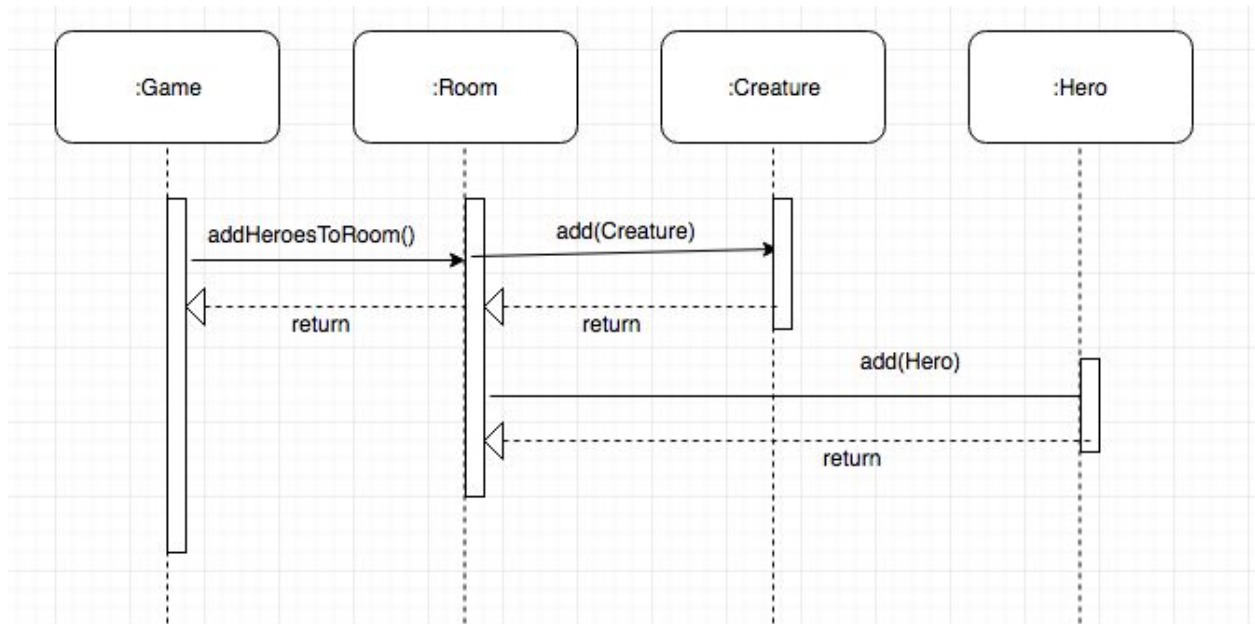 :Game
:Room
:Creature
:Hero
addHeroesToRoom()
add(Creature)
return
return
add(Hero)
return